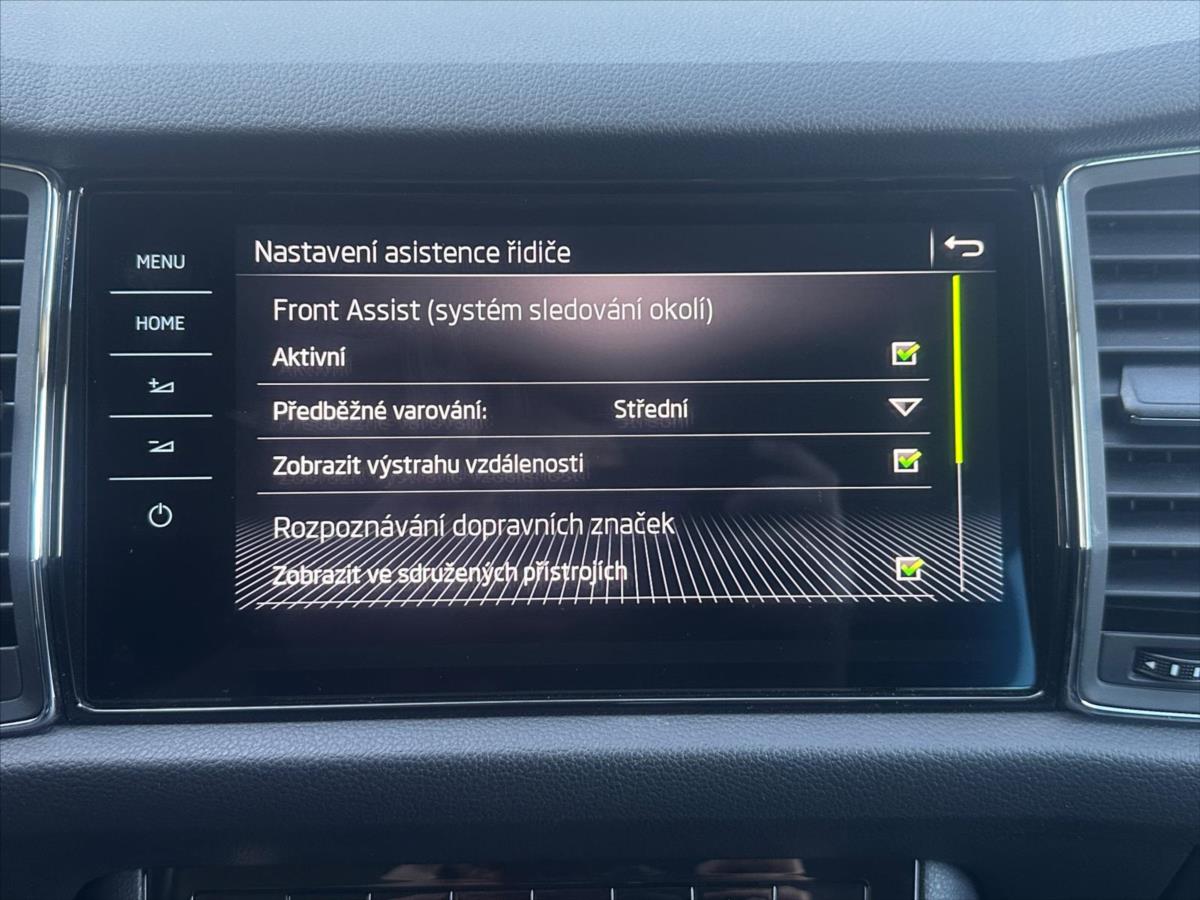 Nastavení asistence řidiče
MENU
HOME
Front Assist (systém sledování okolí)
Aktivní
Předběžné varování: Střední
Zobrazit výstrahu vzdálenosti
Rozpoznávání dopravních značek
Zobrazit ve sdružených přístrojích